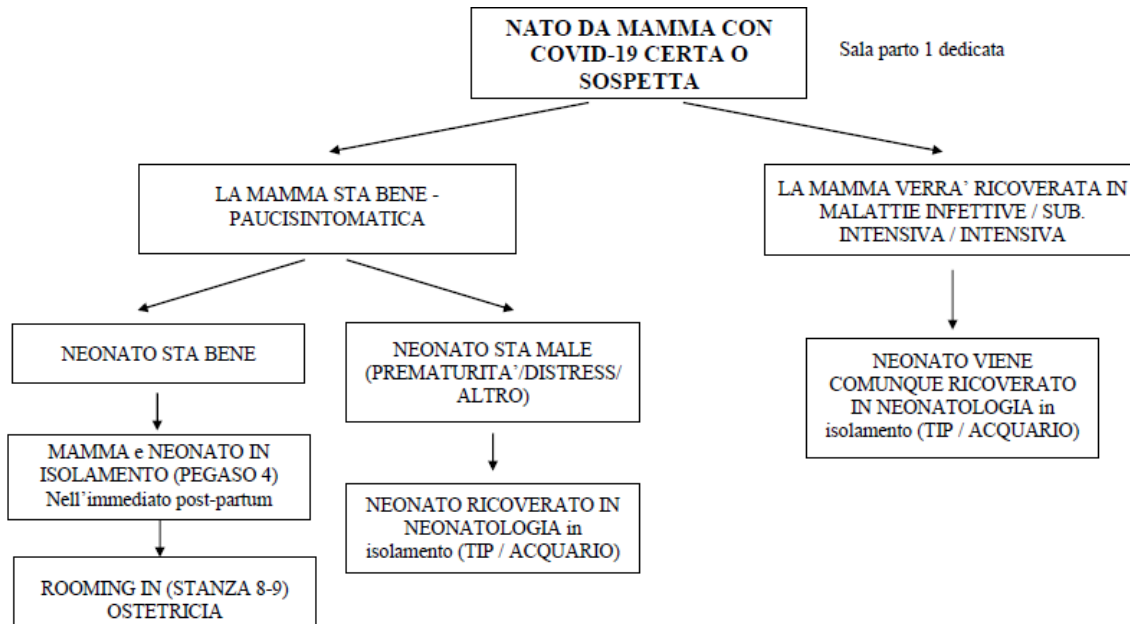 NATO DA MAMMA CON
COVID-19 CERTA O
SOSPETTA
Sala parto 1 dedicata
LA MAMMA STA BENE -
PAUCISINTOMATICA
LA MAMMA VERRA’ RICOVERATA IN
MALATTIE INFETTIVE / SUB.
INTENSIVA / INTENSIVA
NEONATO STA BENE
NEONATO STA MALE
(PREMATURITA’/DISTRESS/
ALTRO)
NEONATO VIENE
COMUNQUE RICOVERATO
IN NEONATOLOGIA in
isolamento (TIP / ACQUARIO)
MAMMA e NEONATO IN
ISOLAMENTO (PEGASO 4)
Nell’immediato post-partum
NEONATO RICOVERATO IN
NEONATOLOGIA in
isolamento (TIP / ACQUARIO)
ROOMING IN (STANZA 8-9)
OSTETRICIA